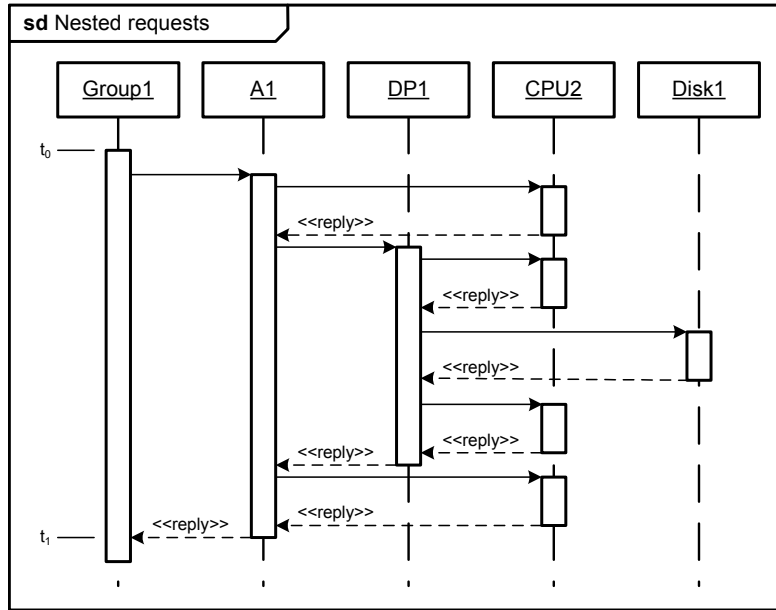 sd Nested requests
Group1
A1
DP1
CPU2
Disk1
t0
<<reply>>
<<reply>>
<<reply>>
<<reply>>
<<reply>>
<<reply>>
<<reply>>
t1